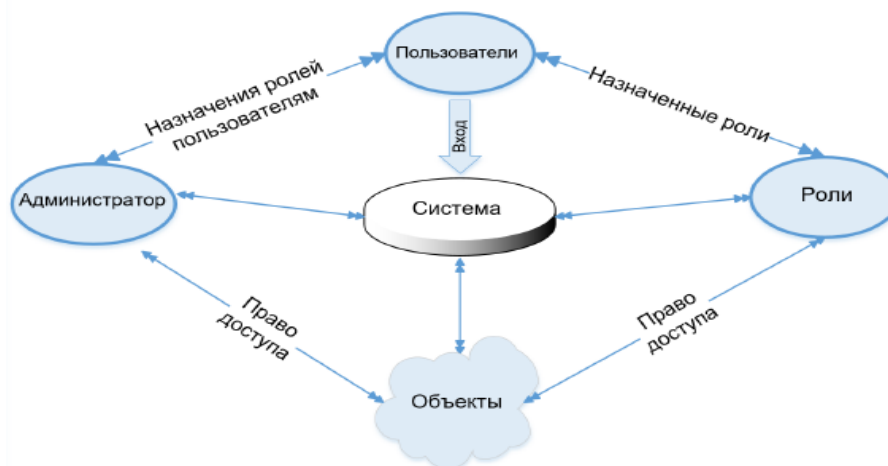 Пользователи
Назначения ролей
пользователям
Назначенные роли
Вход
Администратор
Система
Роли
Право
доступа
Право
доступа
Объекты